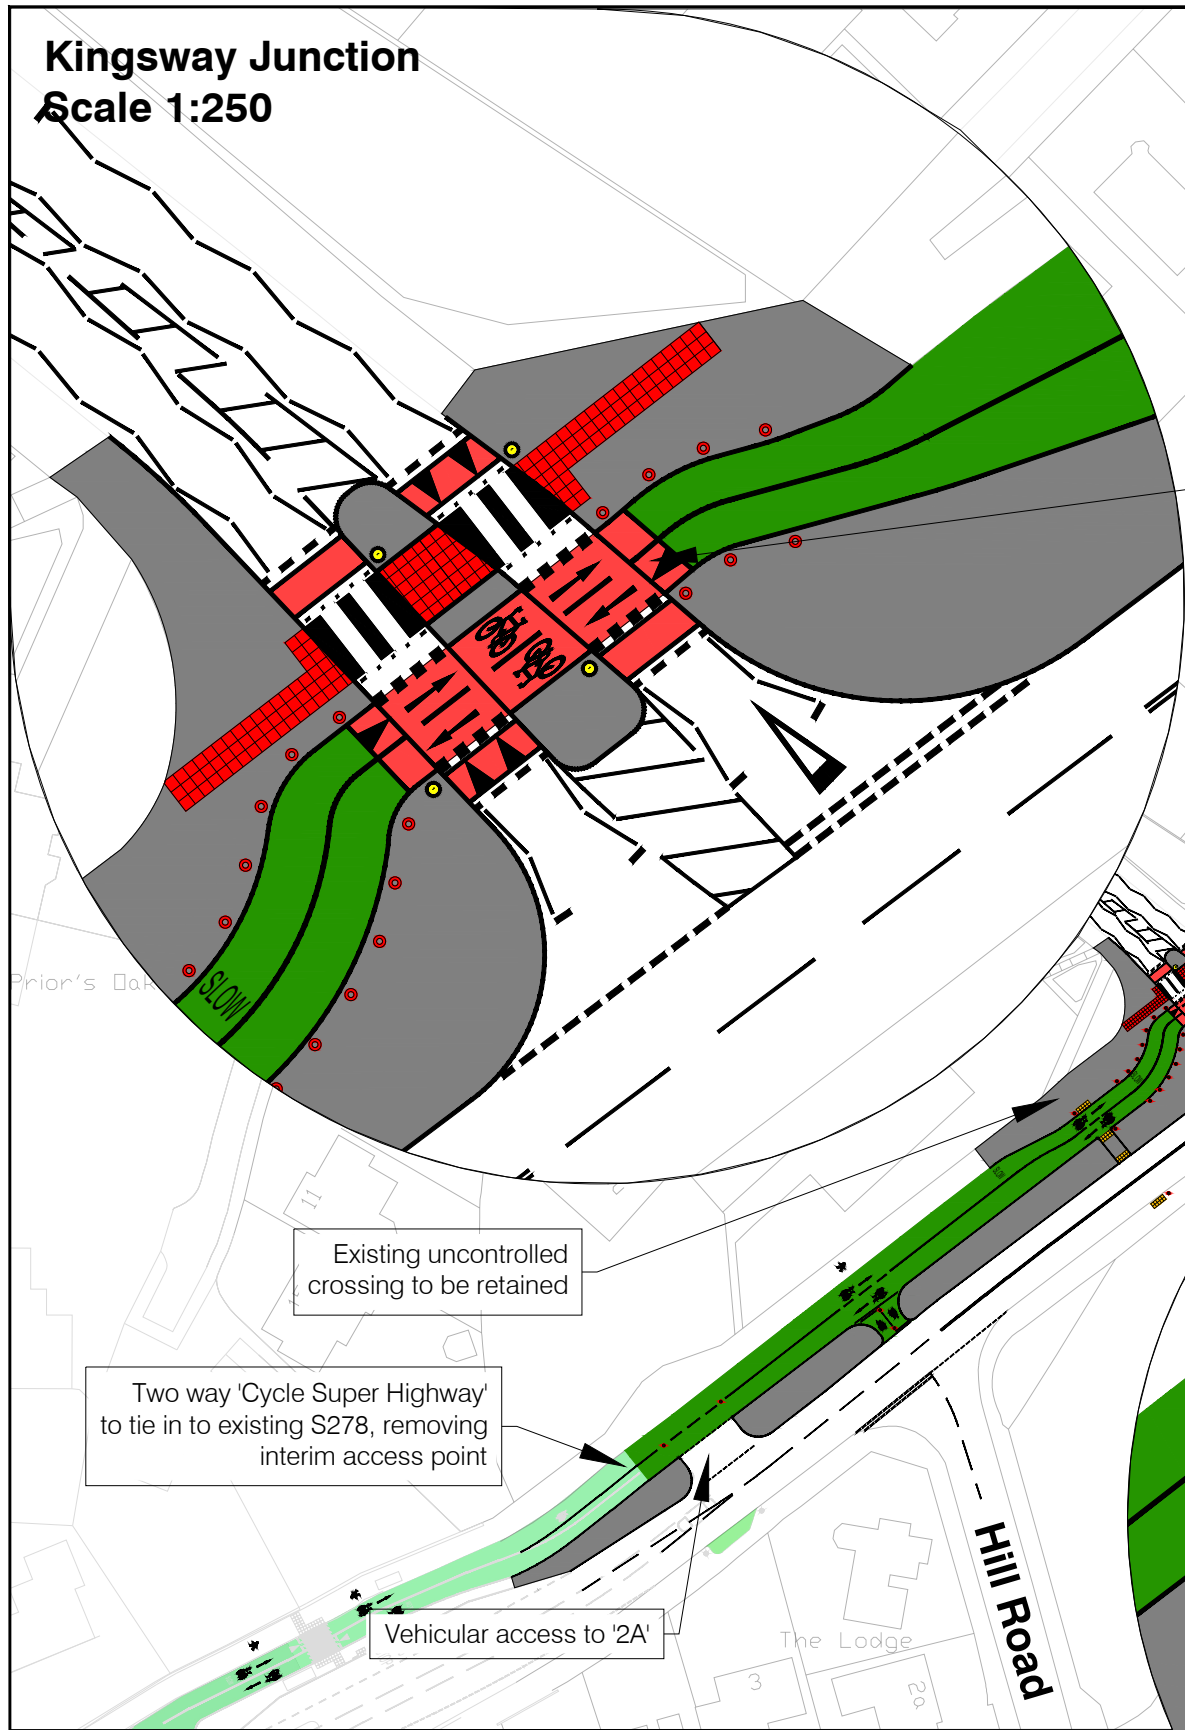 Kingsway Junction
Scale 1:250
SLOW
Prior's Oak
11
Existing uncontrolled
crossing to be retained
Two way 'Cycle Super Highway'
to tie in to existing S278, removing
interim access point
Vehicular access to '2A'
Hill Road
The Lodge
3
2a